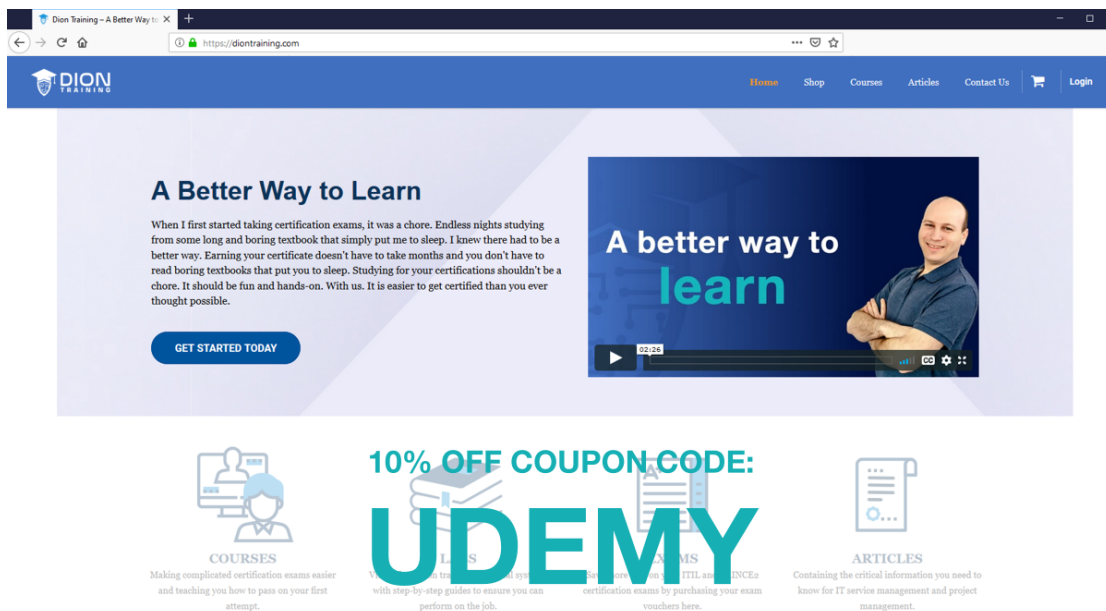 Dion Training – A Better Way to
https://diontraining.com
DION
TRAINING
Home Shop Courses Articles Contact Us Login
A Better Way to Learn
When I first started taking certification exams, it was a chore. Endless nights studying
from some long and boring textbook that simply put me to sleep. I knew there had to be a
better way. Earning your certificate doesn't have to take months and you don't have to
read boring textbooks that put you to sleep. Studying for your certifications shouldn't be a
chore. It should be fun and hands-on. With us. It is easier to get certified than you ever
thought possible.
GET STARTED TODAY
A better way to
learn
02:26
CC
10% OFF COUPON CODE:
UDEMY
COURSES
Making complicated certification exams easier
and teaching you how to pass on your first
attempt.
with step-by-step guides to ensure you can
perform on the job.
certification exams by purchasing your exam
vouchers here.
ARTICLES
Containing the critical information you need to
know for IT service management and project
management.